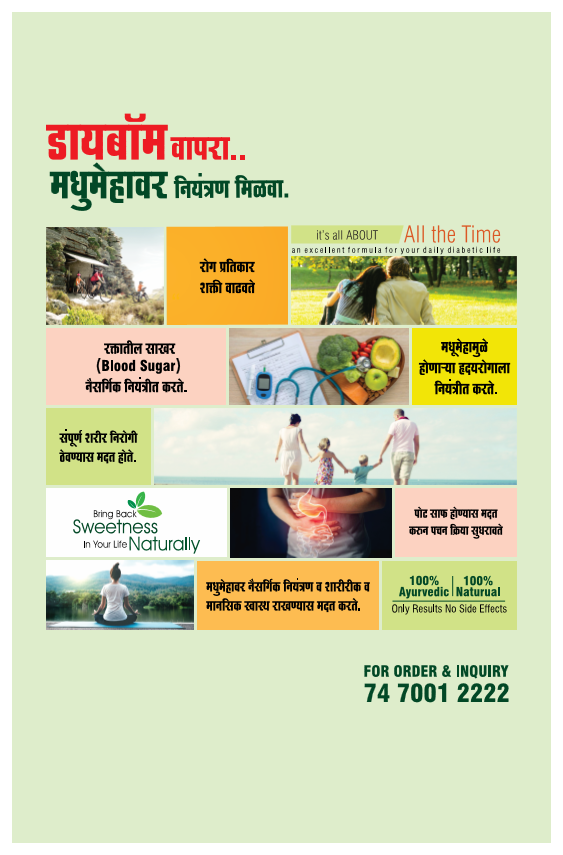 डायबॉम वापरा..
मधुमेहावर नियंत्रण मिळवा.
it's all ABOUT All the Time
an excellent formula for your daily diabetic life
रोग प्रतिकार
शक्ती वाढवते
रक्तातील साखर
(Blood Sugar)
नैसर्गिक नियंत्रीत करते.
मधूमेहामुळे
होणाऱ्या हृदयरोगाला
नियंत्रीत करते.
संपूर्ण शरीर निरोगी
ठेवण्यास मदत होते.
Bring Back
Sweetness
In Your Life Naturally
पोट साफ होण्यास मदत
करुन पचन क्रिया सुधरावते
मधुमेहावर नैसर्गिक नियंत्रण व शारीरीक व
मानसिक स्वास्थ राखण्यास मद्दत करते.
100% Ayurvedic | 100% Naturual
Only Results No Side Effects
FOR ORDER & INQUIRY
74 7001 2222